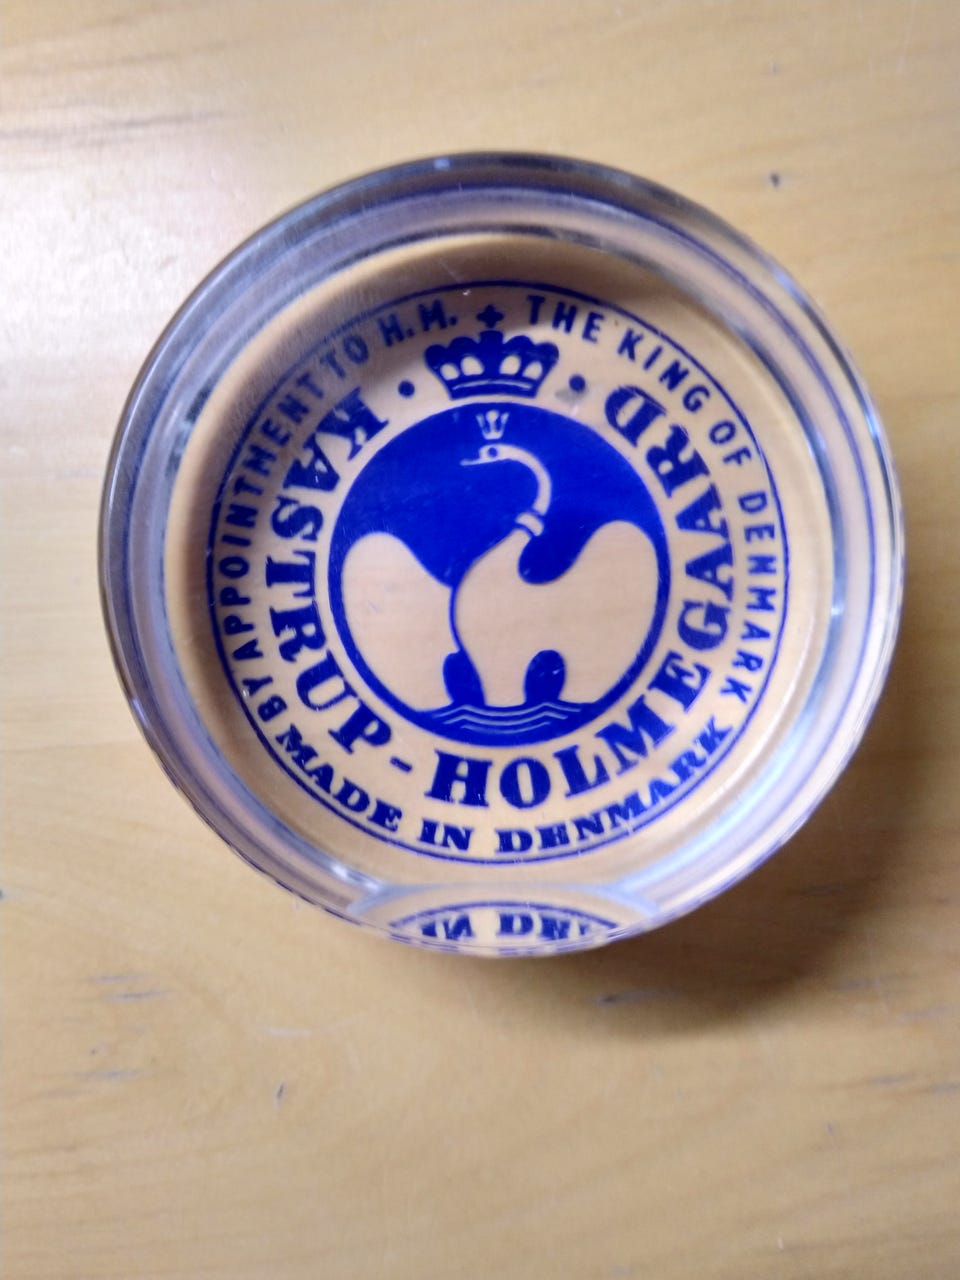 BY APPOINTMENT TO H.M. THE KING OF DENMARK
KASTRUP - HOLMEGAARD
MADE IN DENMARK